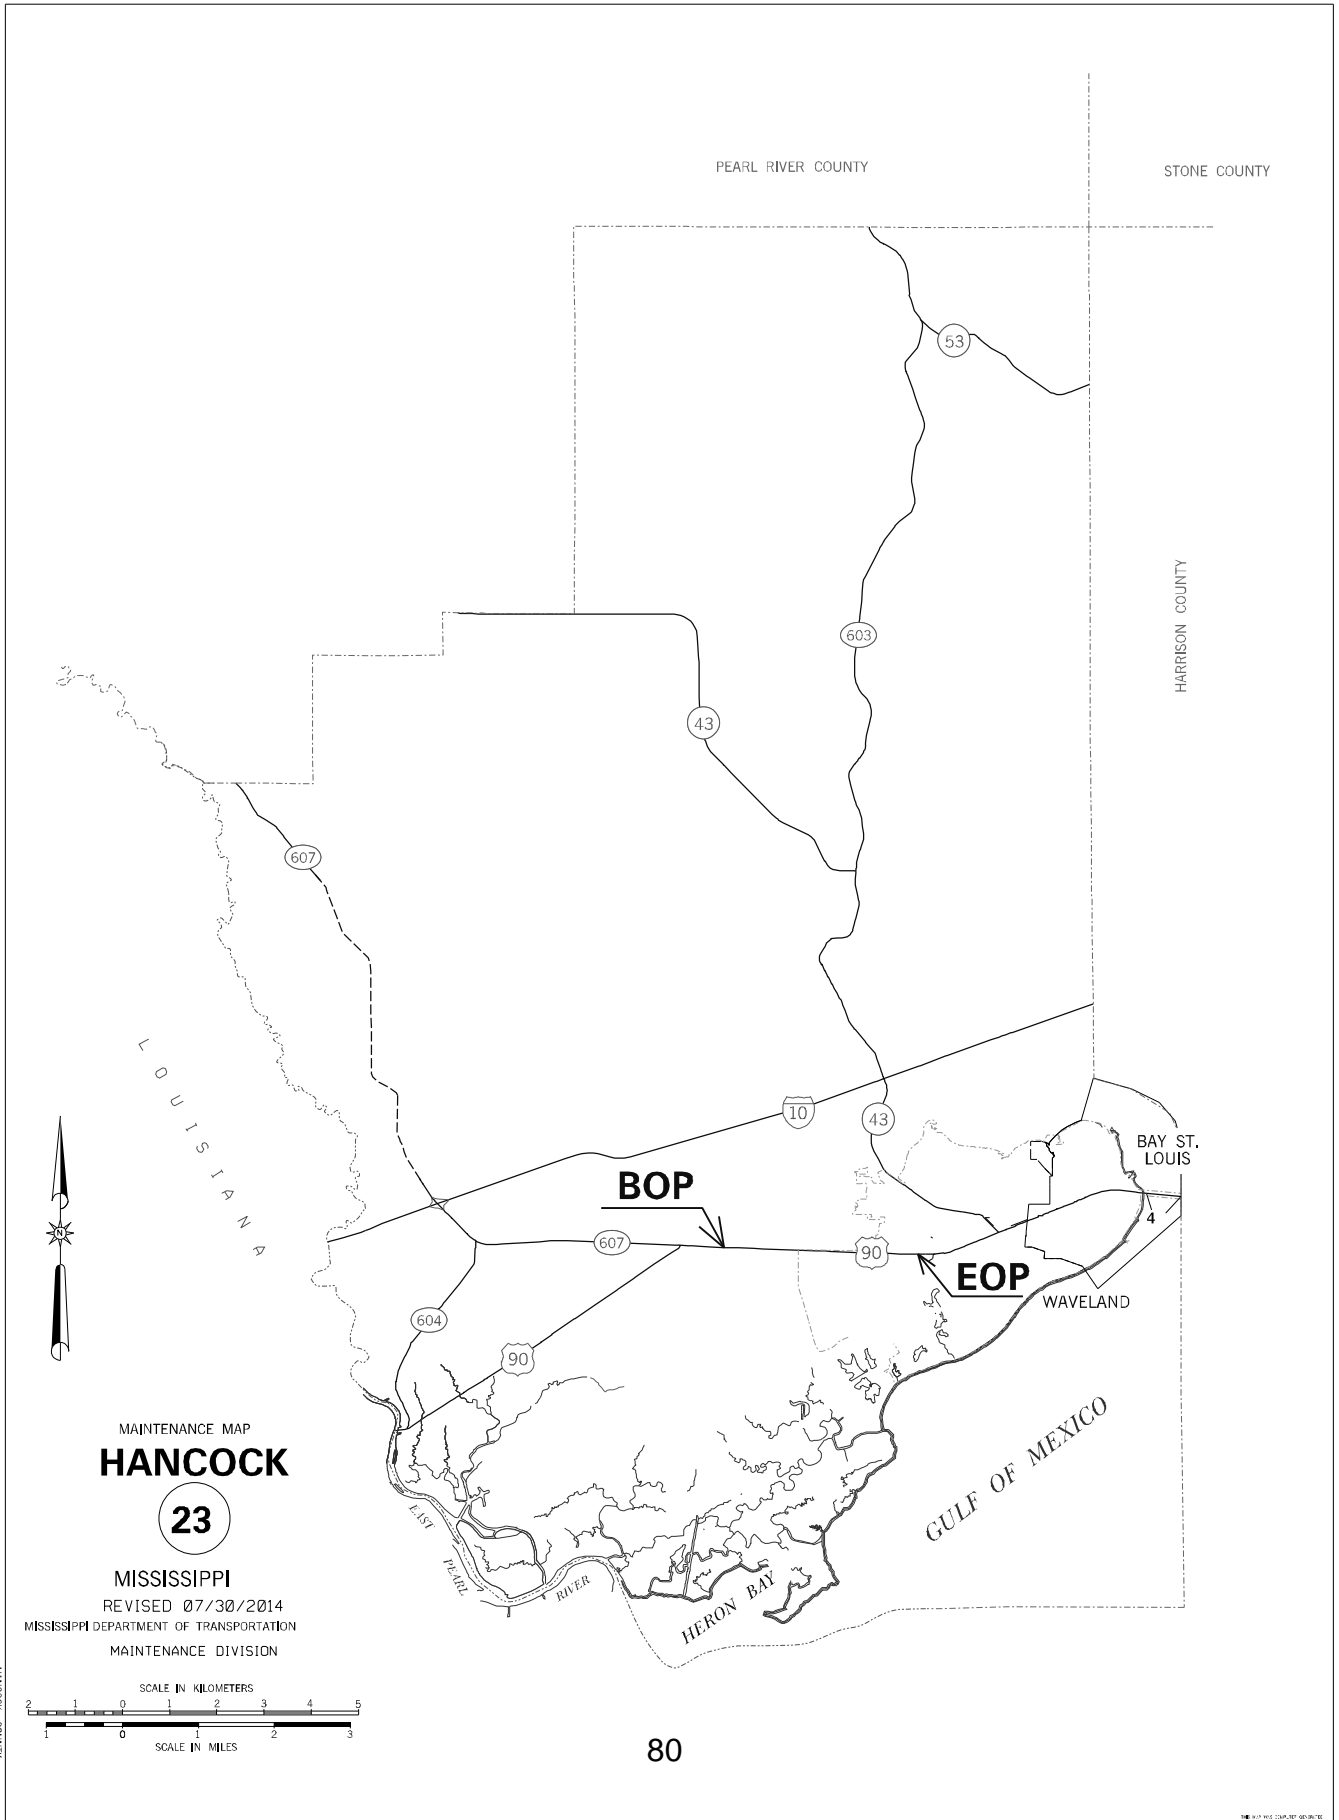 PEARL RIVER COUNTY
STONE COUNTY
53
HARRISON COUNTY
603
43
607
LOUISIANA
10
43
BAY ST.
LOUIS
BOP
4
607
90
EOP
WAVELAND
N
604
90
GULF OF MEXICO
MAINTENANCE MAP
HANCOCK
23
EAST
PEARL
RIVER
HERON BAY
MISSISSIPPI
REVISED 07/30/2014
MISSISSIPPI DEPARTMENT OF TRANSPORTATION
MAINTENANCE DIVISION
SCALE IN KILOMETERS
2 1 0 1 2 3 4 5
1 0 1 2 3
SCALE IN MILES
80